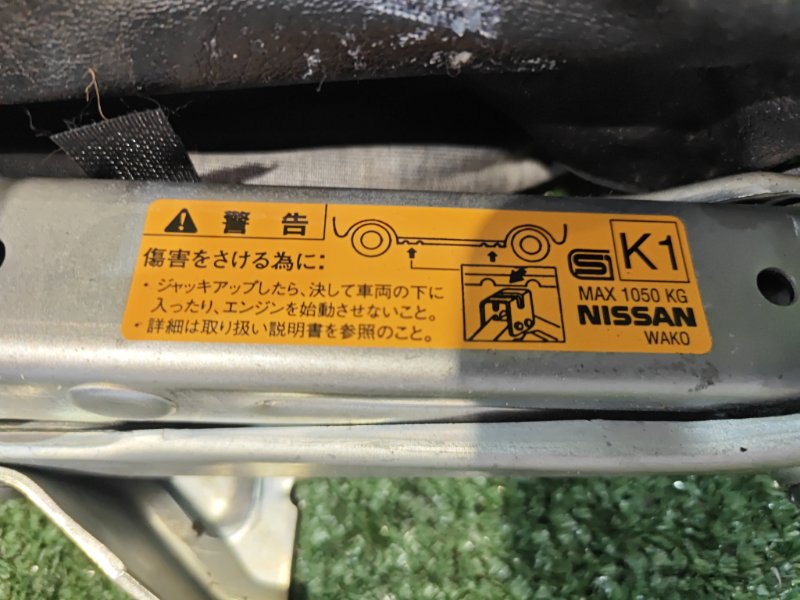 警告
傷害をさける為に:
・ジャッキアップしたら、決して車両の下に
入ったり、エンジンを始動させないこと。
・詳細は取り扱い説明書を参照のこと。
K1
MAX 1050 KG
NISSAN
WAKO